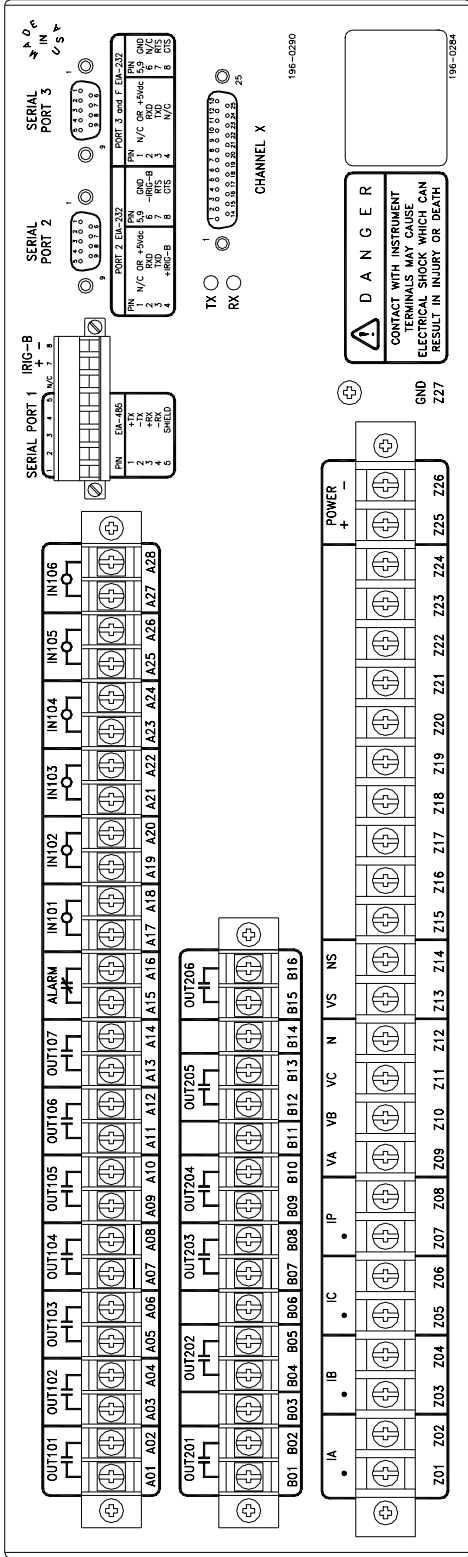 OUT101 OUT102 OUT103 OUT104 OUT105 OUT106 OUT107 ALARM IN101 IN102 IN103 IN104 IN105 IN106
A01 A02 A03 A04 A05 A06 A07 A08 A09 A10 A11 A12 A13 A14 A15 A16 A17 A18 A19 A20 A21 A22 A23 A24 A25 A26 A27 A28
SERIAL PORT 1 IRIG-B
+ -
1 2 3 4 5 N/C 7 8
PIN EIA-485
1 +TX
2 -TX
3 +RX
4 -RX
5 SHIELD
SERIAL
PORT 2
1
9
SERIAL
PORT 3
1
9
MADE
IN
USA
PORT 2 EIA-232
PIN PIN
1 N/C OR +5Vdc 5,9 GND
2 RXD 6 -IRIG-B
3 TXD 7 RTS
4 +IRIG-B 8 CTS
PORT 3 and F EIA-232
PIN PIN
1 N/C OR +5Vdc 5,9 GND
2 RXD 6 N/C
3 TXD 7 RTS
4 N/C 8 CTS
TX
RX
1
25
CHANNEL X
196-0290
OUT201 OUT202 OUT203 OUT204 OUT205 OUT206
B01 B02 B03 B04 B05 B06 B07 B08 B09 B10 B11 B12 B13 B14 B15 B16
IA IB IC IP VA VB VC N VS NS
POWER
+ -
Z01 Z02 Z03 Z04 Z05 Z06 Z07 Z08 Z09 Z10 Z11 Z12 Z13 Z14 Z15 Z16 Z17 Z18 Z19 Z20 Z21 Z22 Z23 Z24 Z25 Z26
GND
Z27
DANGER
CONTACT WITH INSTRUMENT
TERMINALS MAY CAUSE
ELECTRICAL SHOCK WHICH CAN
RESULT IN INJURY OR DEATH
196-0284